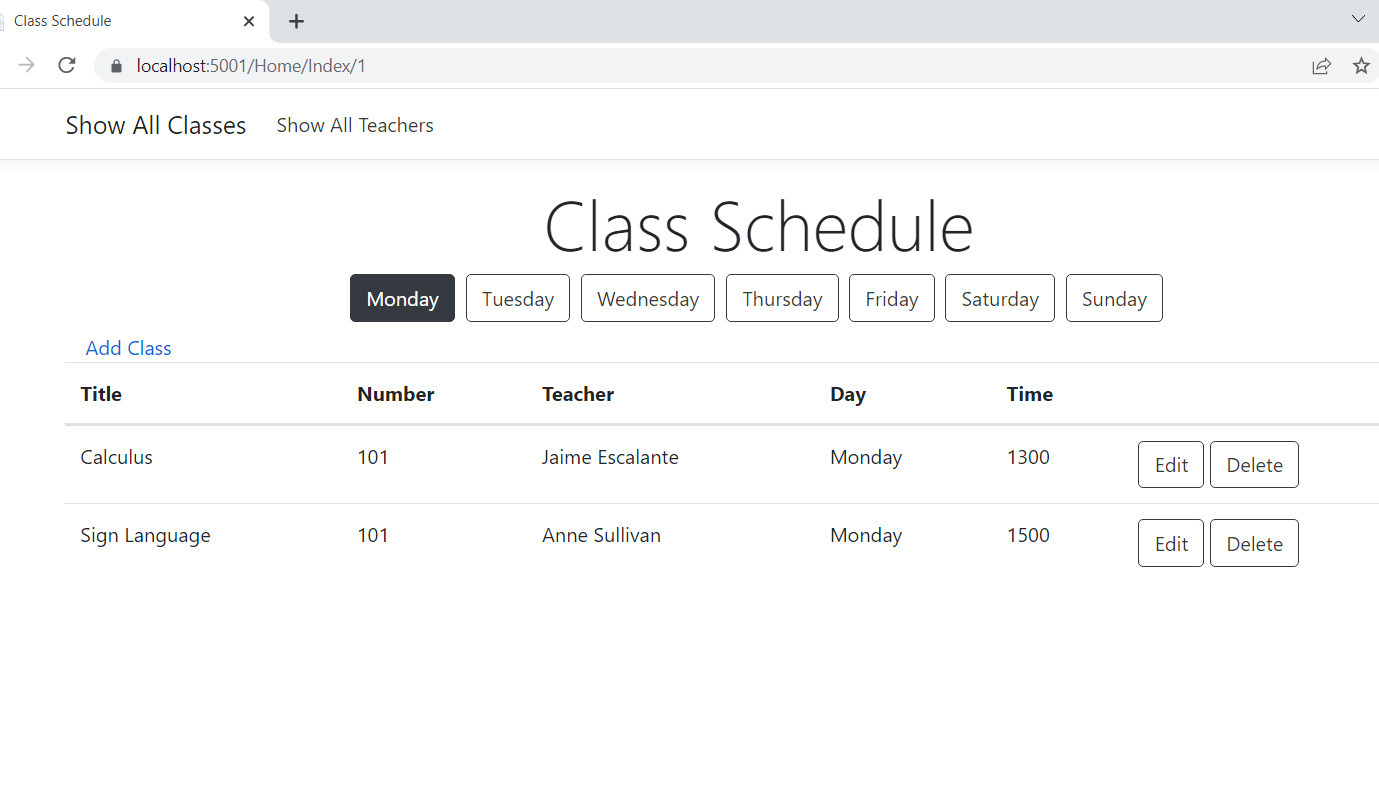 Class Schedule
localhost:5001/Home/Index/1
Show All Classes Show All Teachers
Class Schedule
Monday Tuesday Wednesday Thursday Friday Saturday Sunday
Add Class
Title Number Teacher Day Time
Calculus 101 Jaime Escalante Monday 1300 Edit Delete
Sign Language 101 Anne Sullivan Monday 1500 Edit Delete